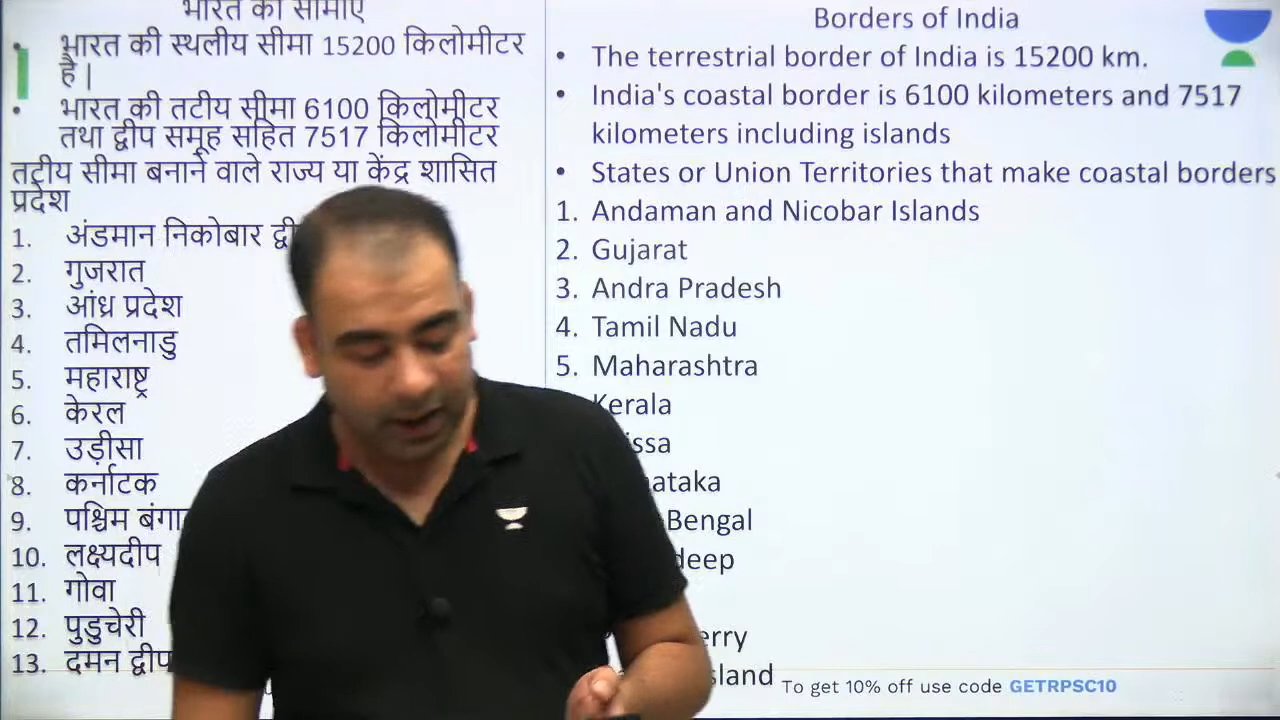 भारत की सीमाएं
भारत की स्थलीय सीमा 15200 किलोमीटर
है |
भारत की तटीय सीमा 6100 किलोमीटर
तथा द्वीप समूह सहित 7517 किलोमीटर
तटीय सीमा बनाने वाले राज्य या केंद्र शासित
प्रदेश
1. अंडमान निकोबार
2. गुजरात
3. आंध्र प्रदेश
4. तमिलनाडु
5. महाराष्ट्र
6. केरल
7. उड़ीसा
8. कर्नाटक
9. पश्चिम
10. लक्ष्यदीप
11. गोवा
12. पुडुचेरी
13. दमन द्वीप
Borders of India
• The terrestrial border of India is 15200 km.
• India's coastal border is 6100 kilometers and 7517
kilometers including islands
• States or Union Territories that make coastal borders
1. Andaman and Nicobar Islands
2. Gujarat
3. Andra Pradesh
4. Tamil Nadu
5. Maharashtra
Kerala
Bengal
To get 10% off use code GETRPSC10